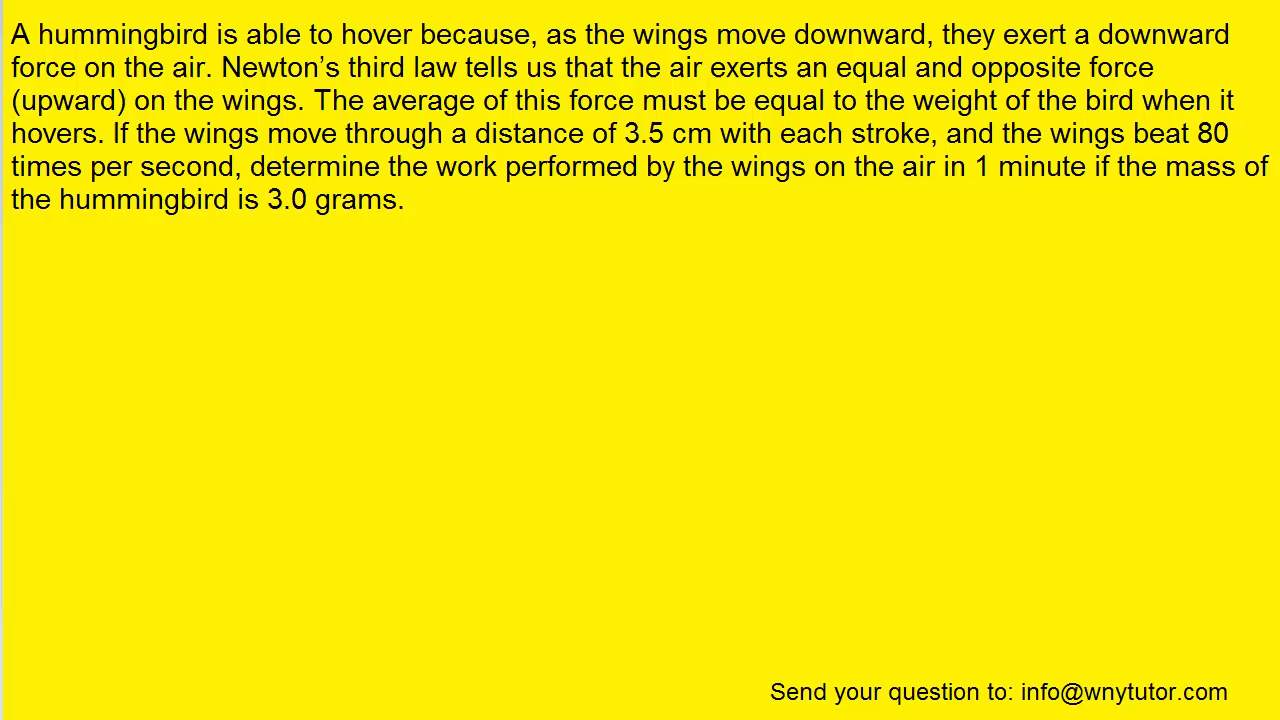 A hummingbird is able to hover because, as the wings move downward, they exert a downward
force on the air. Newton’s third law tells us that the air exerts an equal and opposite force
(upward) on the wings. The average of this force must be equal to the weight of the bird when it
hovers. If the wings move through a distance of 3.5 cm with each stroke, and the wings beat 80
times per second, determine the work performed by the wings on the air in 1 minute if the mass of
the hummingbird is 3.0 grams.
Send your question to: info@wnytutor.com